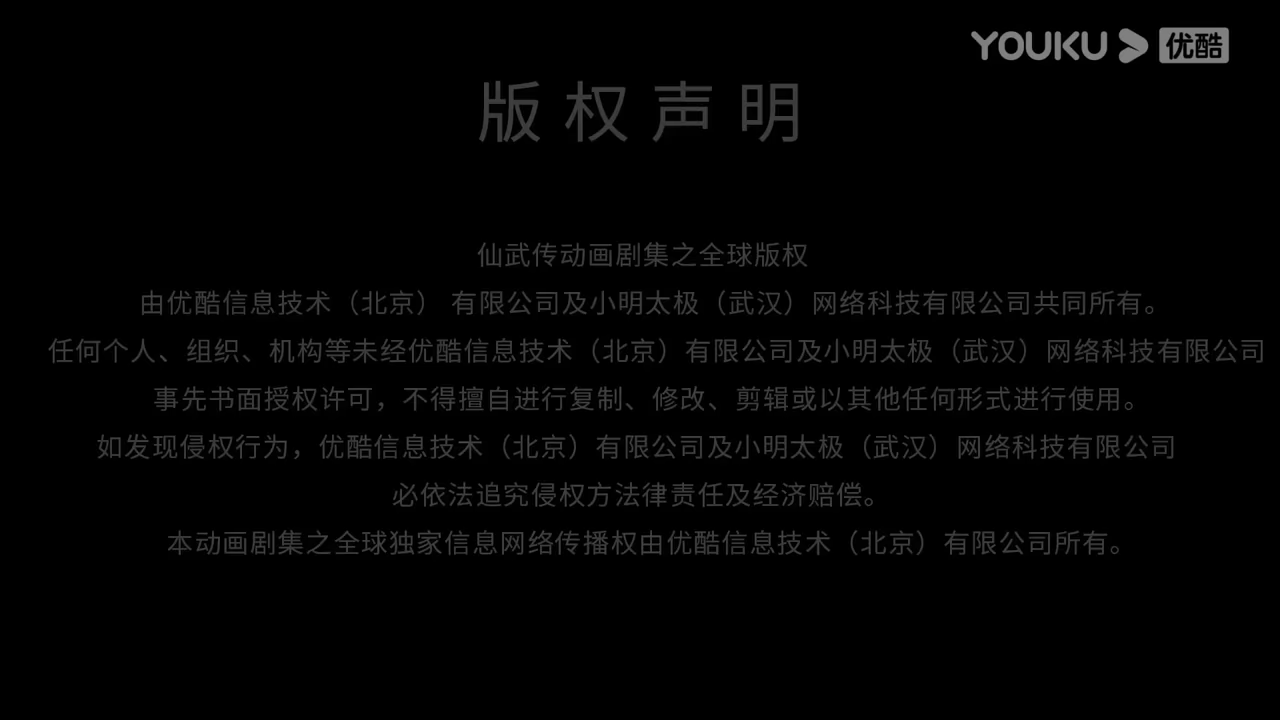 YOUKU 优酷
版权声明
仙武传动画剧集之全球版权
由优酷信息技术（北京） 有限公司及小明太极（武汉）网络科技有限公司共同所有。
任何个人、组织、机构等未经优酷信息技术（北京）有限公司及小明太极（武汉）网络科技有限公司
事先书面授权许可，不得擅自进行复制、修改、剪辑或以其他任何形式进行使用。
如发现侵权行为，优酷信息技术（北京）有限公司及小明太极（武汉）网络科技有限公司
必依法追究侵权方法律责任及经济赔偿。
本动画剧集之全球独家信息网络传播权由优酷信息技术（北京）有限公司所有。